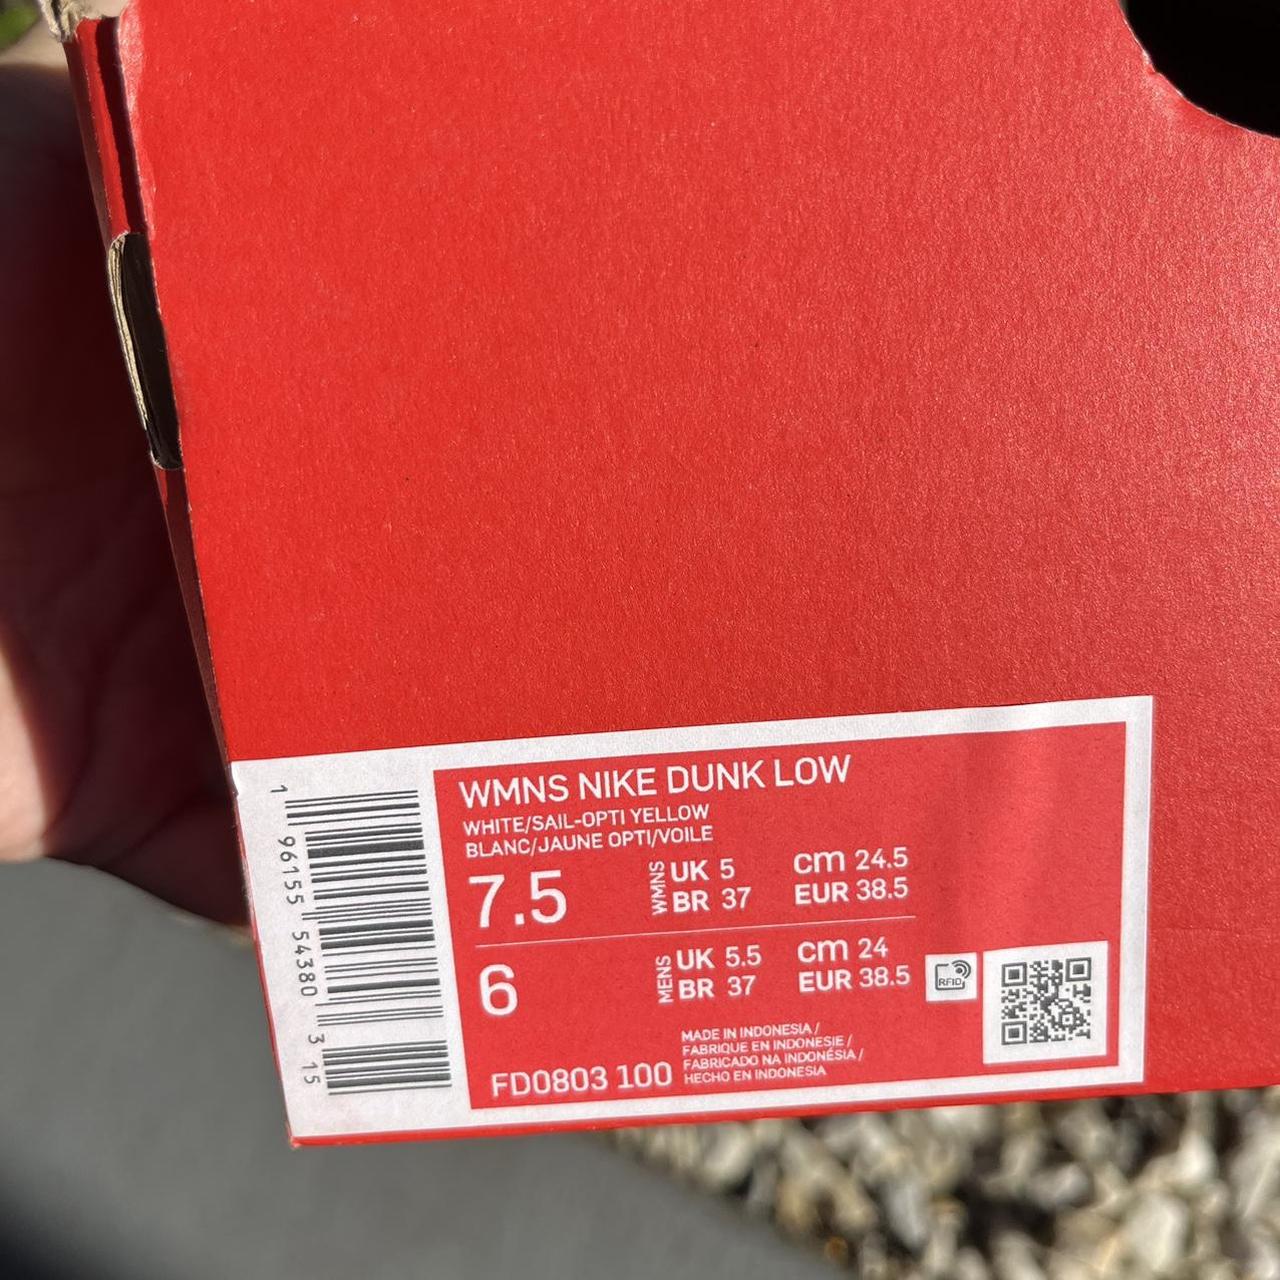 WMNS NIKE DUNK LOW
WHITE/SAIL-OPTI YELLOW
BLANC/JAUNE OPTI/VOILE
7.5
WMNS
UK 5
BR 37
cm 24.5
EUR 38.5
6
MENS
UK 5.5
BR 37
cm 24
EUR 38.5
RFID
FD0803 100
MADE IN INDONESIA /
FABRIQUE EN INDONESIE /
FABRICADO NA INDONÉSIA /
HECHO EN INDONESIA
1 96155 54380 3 15